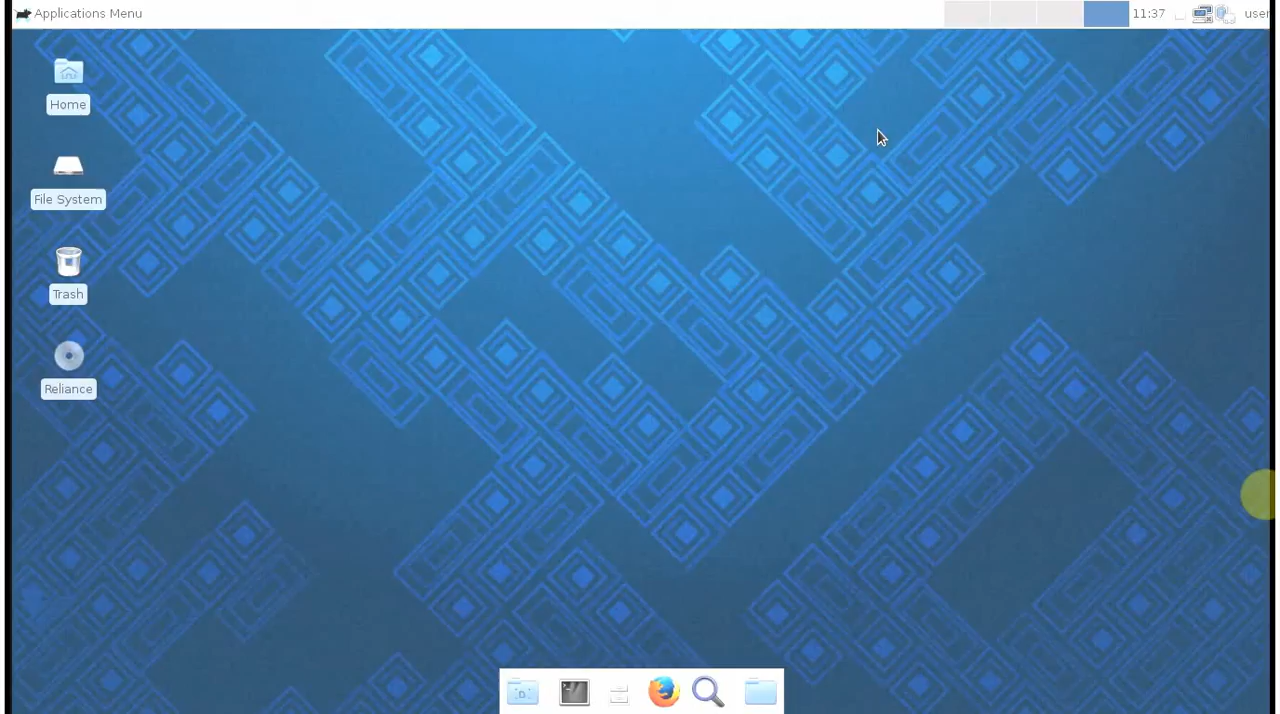 Applications Menu
11:37
user
Home
File System
Trash
Reliance